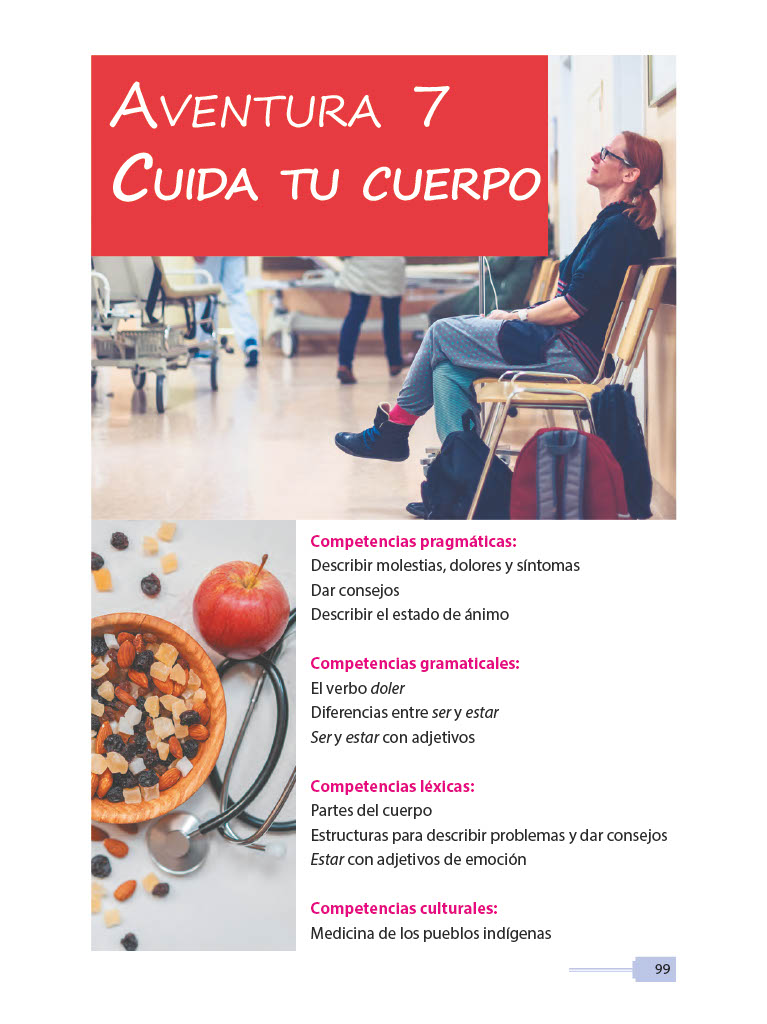 AVENTURA 7
CUIDA TU CUERPO
Competencias pragmáticas:
Describir molestias, dolores y síntomas
Dar consejos
Describir el estado de ánimo
Competencias gramaticales:
El verbo doler
Diferencias entre ser y estar
Ser y estar con adjetivos
Competencias léxicas:
Partes del cuerpo
Estructuras para describir problemas y dar consejos
Estar con adjetivos de emoción
Competencias culturales:
Medicina de los pueblos indígenas
99